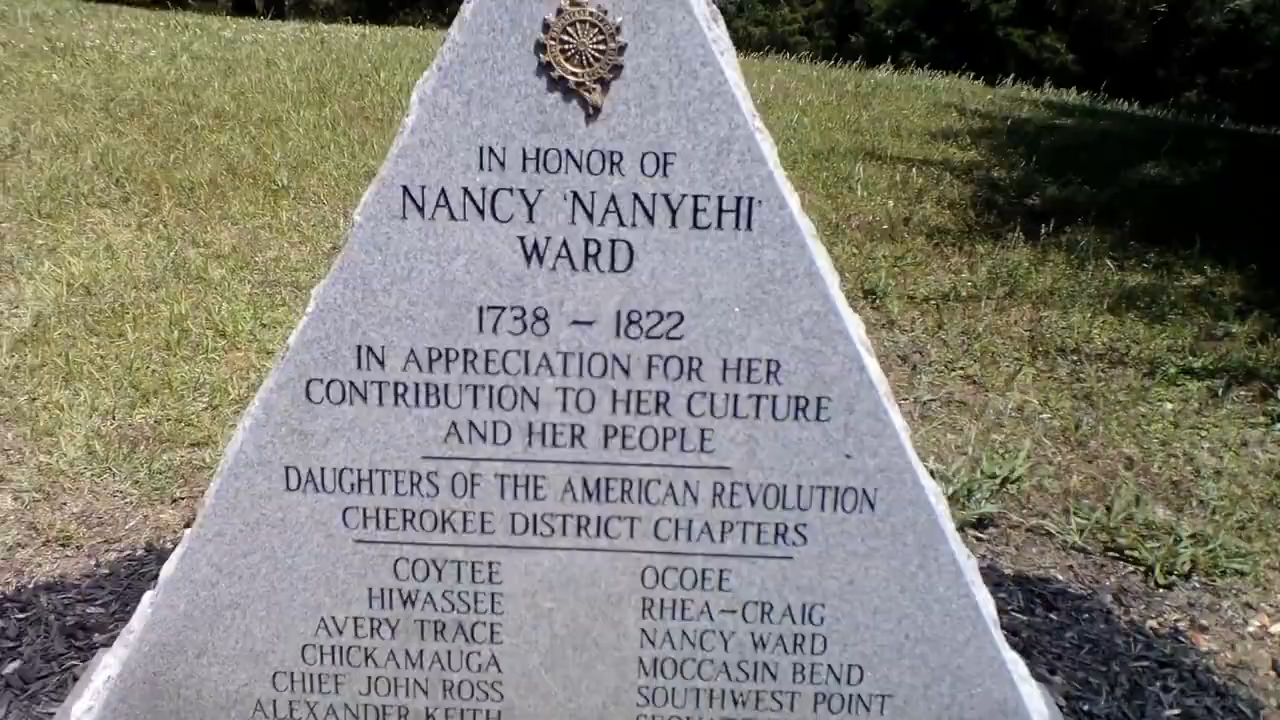 IN HONOR OF
NANCY 'NANYEHI'
WARD
1738 – 1822
IN APPRECIATION FOR HER
CONTRIBUTION TO HER CULTURE
AND HER PEOPLE
DAUGHTERS OF THE AMERICAN REVOLUTION
CHEROKEE DISTRICT CHAPTERS
COYTEE
HIWASSEE
AVERY TRACE
CHICKAMAUGA
CHIEF JOHN ROSS
ALEXANDER KEITH
OCOEE
RHEA–CRAIG
NANCY WARD
MOCCASIN BEND
SOUTHWEST POINT